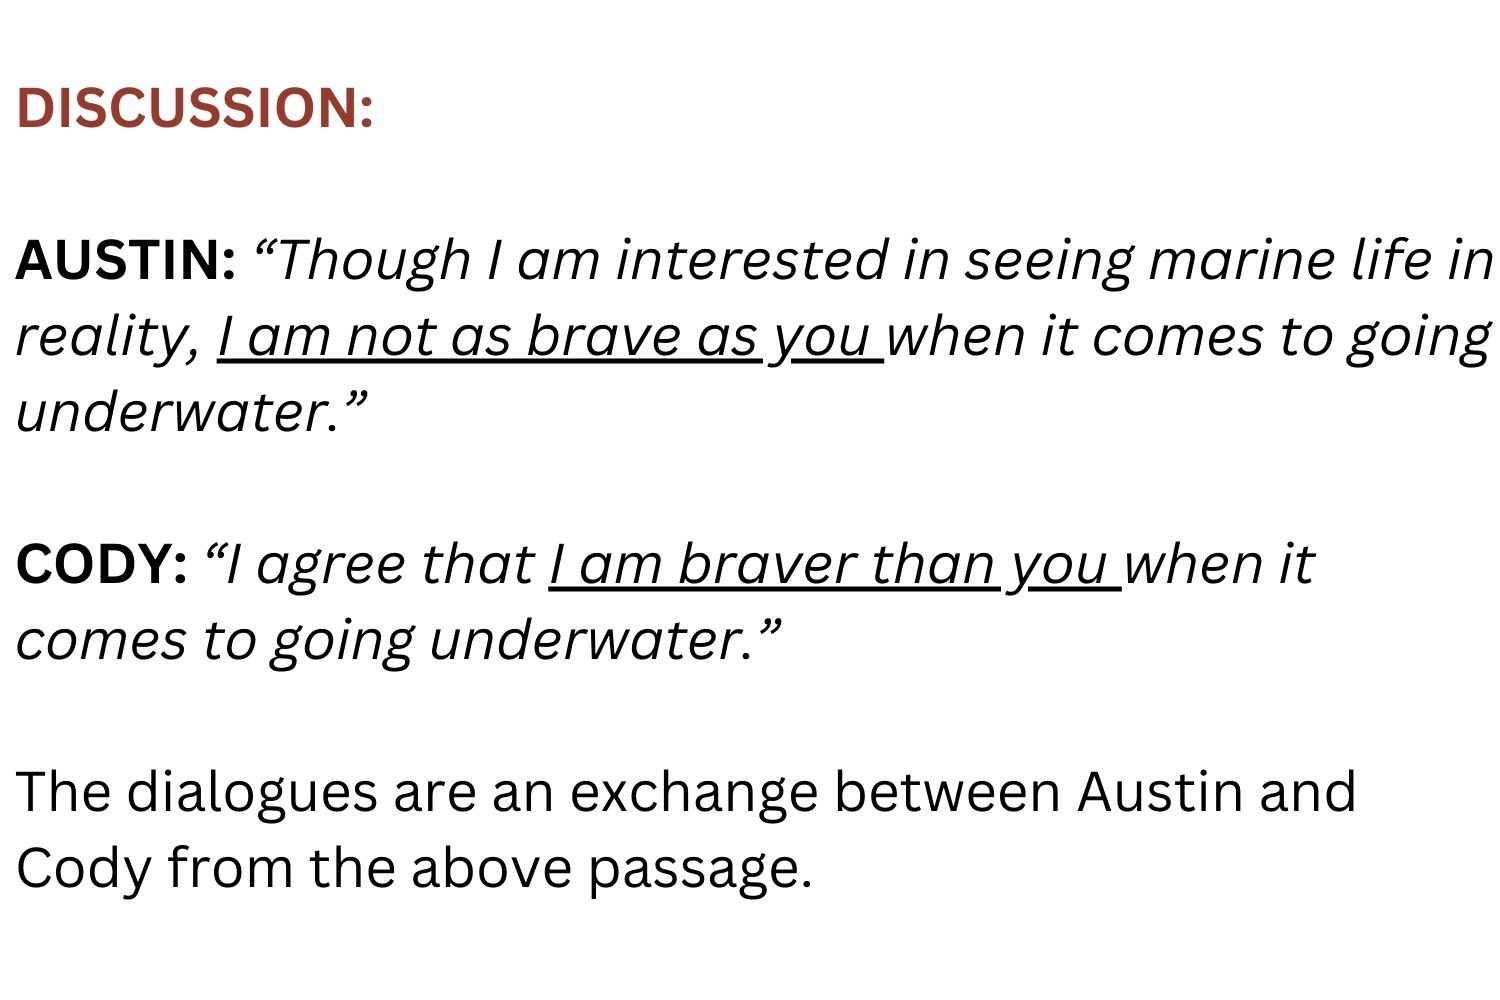 DISCUSSION:
AUSTIN: “Though I am interested in seeing marine life in
reality, I am not as brave as you when it comes to going
underwater.”
CODY: “I agree that I am braver than you when it
comes to going underwater.”
The dialogues are an exchange between Austin and
Cody from the above passage.